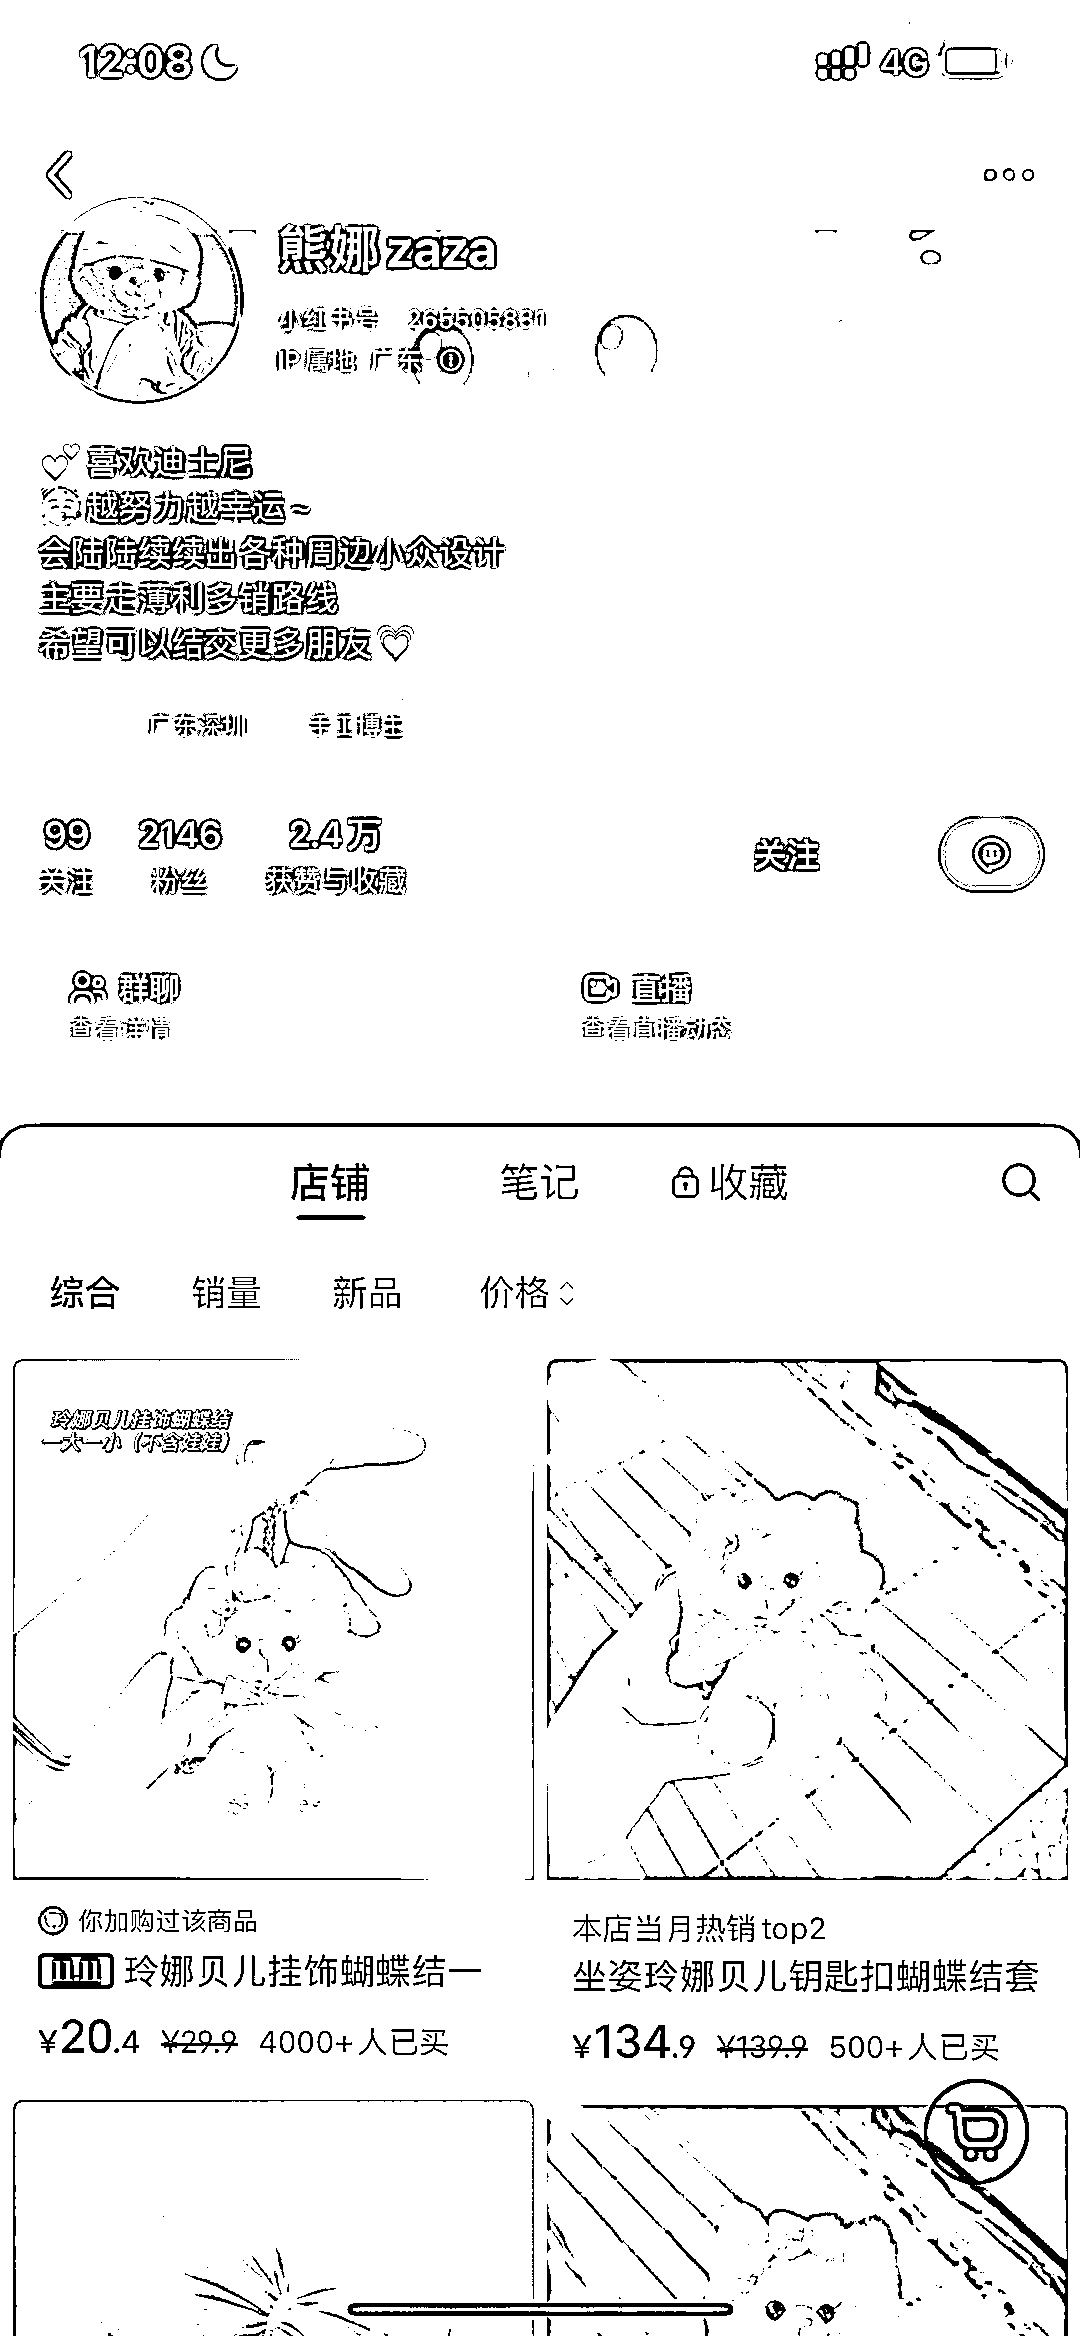 12:08
4G
熊娜zaza
小红书号 265505881
IP属地 广东
喜欢迪士尼
越努力越幸运~
会陆陆续续出各种周边小众设计
主要走薄利多销路线
希望可以结交更多朋友
广东深圳 手工博主
99 2146 2.4万
关注 粉丝 获赞与收藏
关注
群聊 直播
查看详情 查看直播动态
店铺 笔记 收藏
综合 销量 新品 价格
玲娜贝儿挂饰蝴蝶结
一大一小（不含娃娃）
你加购过该商品
玲娜贝儿挂饰蝴蝶结一
¥20.4 ¥29.9 4000+人已买
本店当月热销top2
坐姿玲娜贝儿钥匙扣蝴蝶结套
¥134.9 ¥139.9 500+人已买